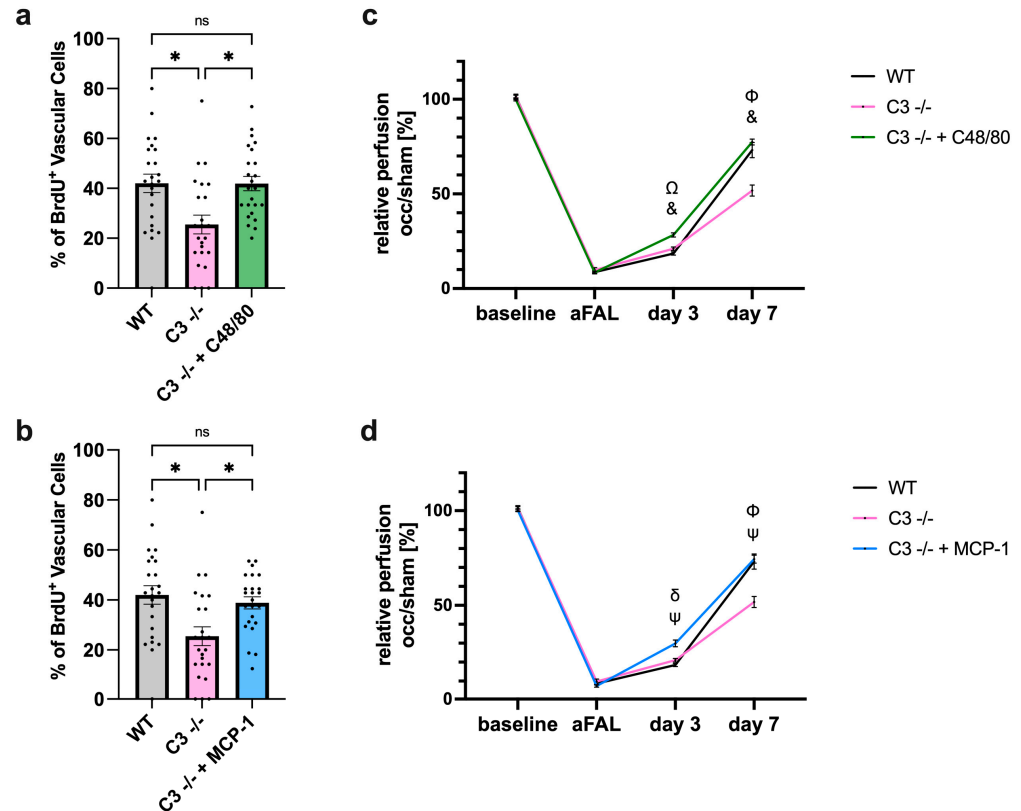 a
ns
* *
% of BrdU⁺ Vascular Cells
100
80
60
40
20
0
WT
C3 -/-
C3 -/- + C48/80
c
relative perfusion
occ/sham [%]
100
50
0
Ω
&
Φ
&
baseline aFAL day 3 day 7
WT
C3 -/-
C3 -/- + C48/80
b
ns
* *
% of BrdU⁺ Vascular Cells
100
80
60
40
20
0
WT
C3 -/-
C3 -/- + MCP-1
d
relative perfusion
occ/sham [%]
100
50
0
δ
ψ
Φ
ψ
baseline aFAL day 3 day 7
WT
C3 -/-
C3 -/- + MCP-1